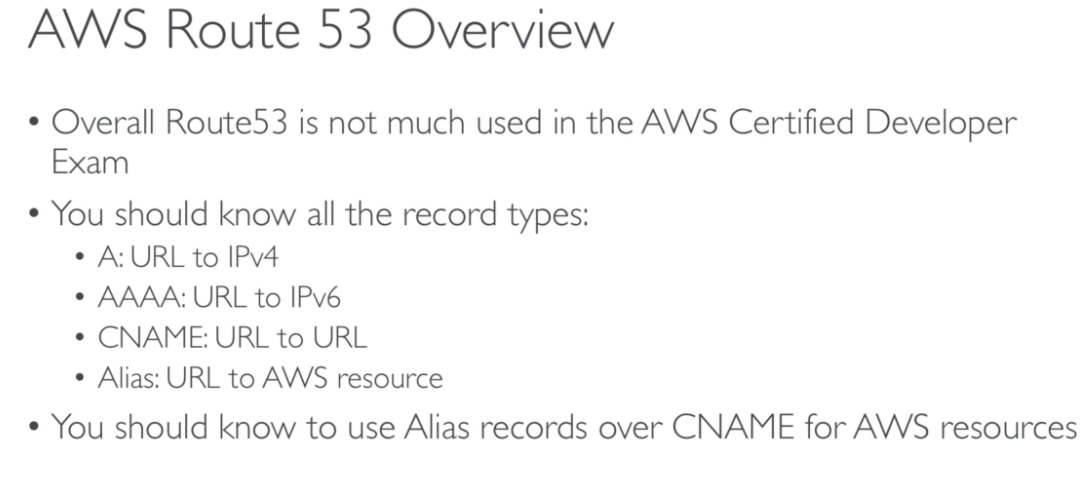 AWS Route 53 Overview
• Overall Route53 is not much used in the AWS Certified Developer
Exam
• You should know all the record types:
• A: URL to IPv4
• AAAA: URL to IPv6
• CNAME: URL to URL
• Alias: URL to AWS resource
• You should know to use Alias records over CNAME for AWS resources